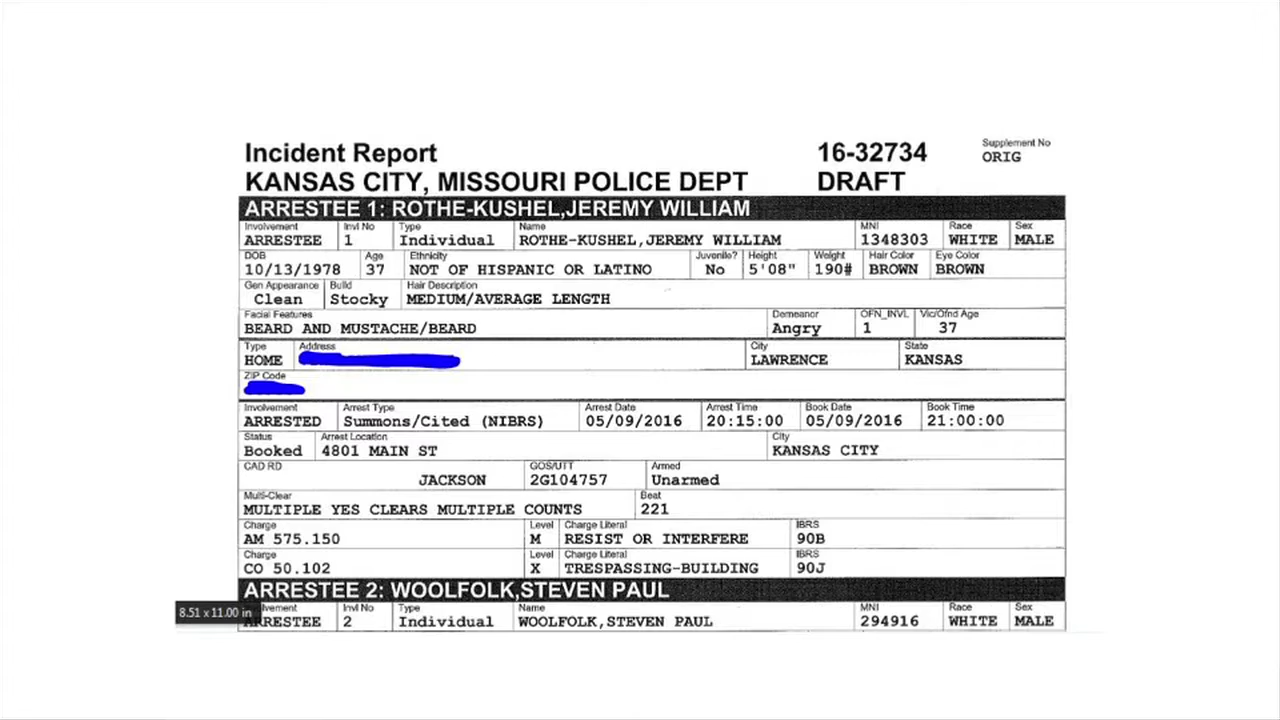 Incident Report 16-32734 Supplement No
ORIG
KANSAS CITY, MISSOURI POLICE DEPT DRAFT
ARRESTEE 1: ROTHE-KUSHEL,JEREMY WILLIAM
Involvement Invl No Type Name MNI Race Sex
ARRESTEE 1 Individual ROTHE-KUSHEL,JEREMY WILLIAM 1348303 WHITE MALE
DOB Age Ethnicity Juvenile? Height Weight Hair Color Eye Color
10/13/1978 37 NOT OF HISPANIC OR LATINO No 5'08" 190# BROWN BROWN
Gen Appearance Build Hair Description
Clean Stocky MEDIUM/AVERAGE LENGTH
Facial Features Demeanor OFN_INVL Vic/Ofnd Age
BEARD AND MUSTACHE/BEARD Angry 1 37
Type Address City State
HOME LAWRENCE KANSAS
ZIP Code
Involvement Arrest Type Arrest Date Arrest Time Book Date Book Time
ARRESTED Summons/Cited (NIBRS) 05/09/2016 20:15:00 05/09/2016 21:00:00
Status Arrest Location City
Booked 4801 MAIN ST KANSAS CITY
CAD RD GOS/UTT Armed
JACKSON 2G104757 Unarmed
Multi-Clear Beat
MULTIPLE YES CLEARS MULTIPLE COUNTS 221
Charge Level Charge Literal IBRS
AM 575.150 M RESIST OR INTERFERE 90B
Charge Level Charge Literal IBRS
CO 50.102 X TRESPASSING-BUILDING 90J
ARRESTEE 2: WOOLFOLK,STEVEN PAUL
8.51 x 11.00 in
Invl No Type Name MNI Race Sex
ARRESTEE 2 Individual WOOLFOLK,STEVEN PAUL 294916 WHITE MALE